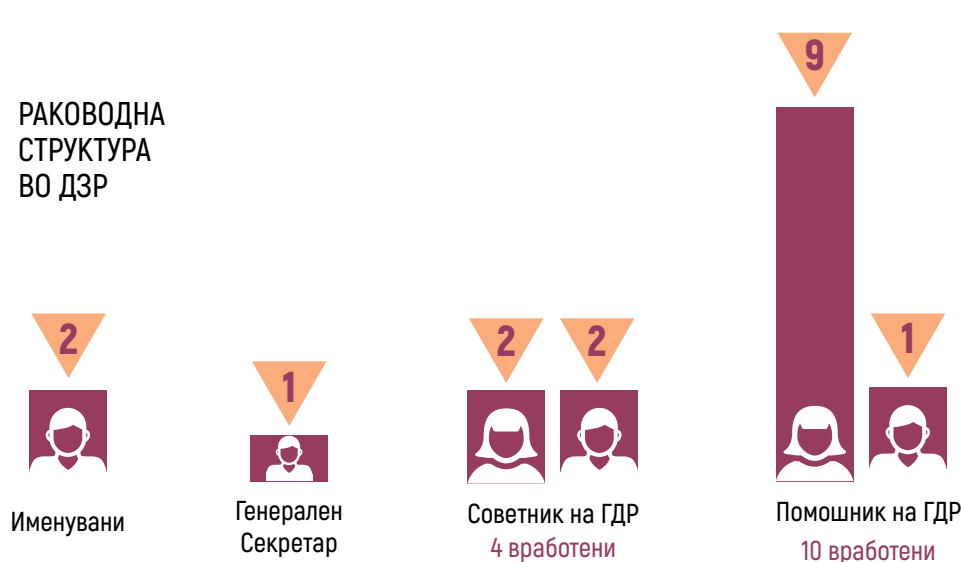 РАКОВОДНА
СТРУКТУРА
ВО ДЗР
2
Именувани
1
Генерален
Секретар
2
2
Советник на ГДР
4 вработени
9
1
Помошник на ГДР
10 вработени